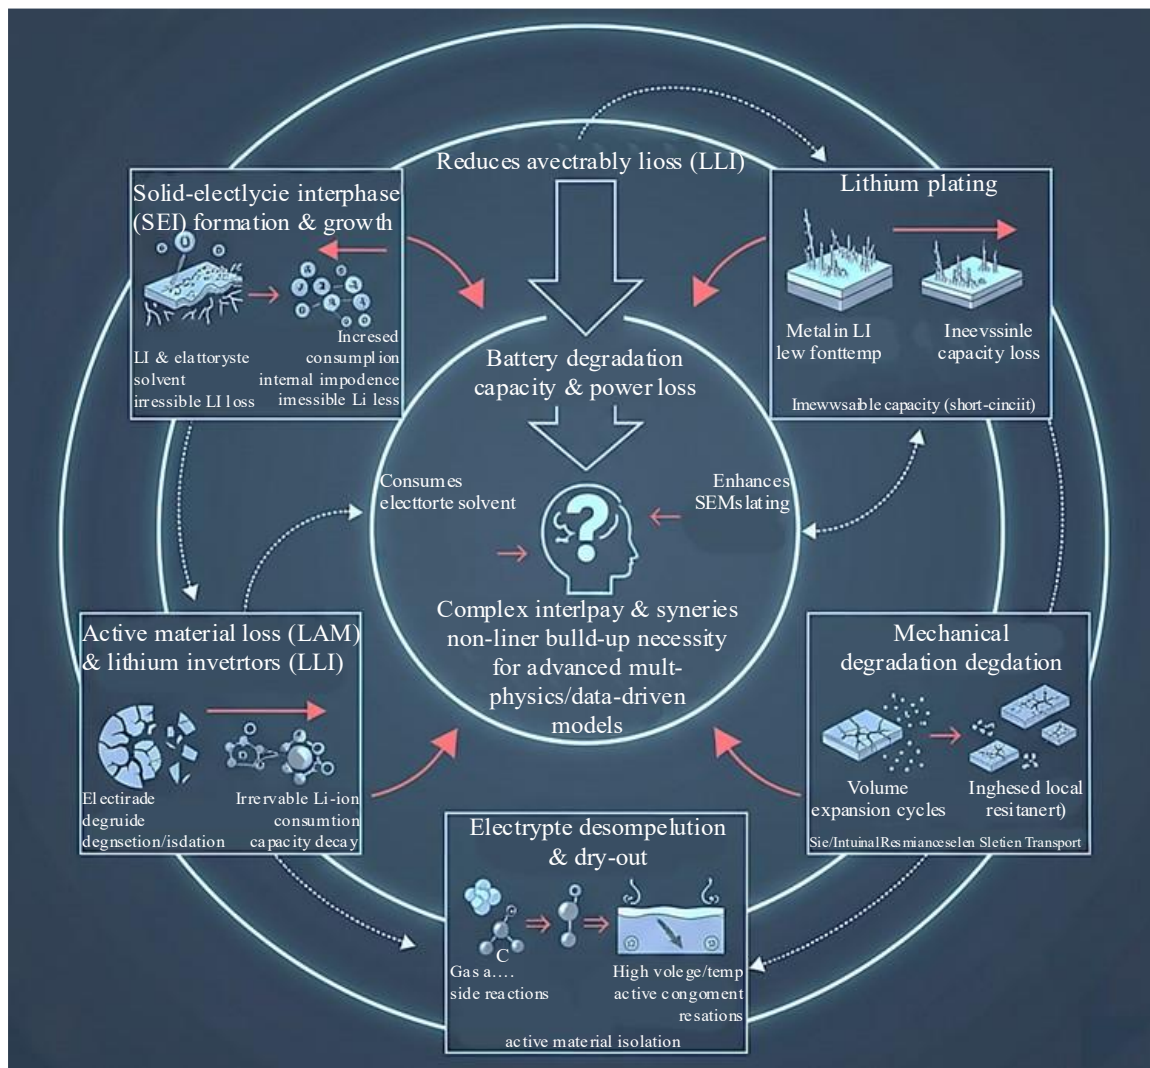 Reduces avectrably lioss (LLI)
Solid-electlycie interphase
(SEI) formation & growth
LI & elattoryste
solvent
irressible LI loss
Incresed
consumplion
internal impodence
imessible Li less
Lithium plating
Metalin LI
lew fonttemp
Ineevssinle
capacity loss
Imewwsaible capacity (short-cinciit)
Battery degradation
capacity & power loss
Consumes
electtorte solvent
Enhances
SEMslating
?
Complex interlpay & syneries
non-liner build-up necessity
for advanced mult-
physics/data-driven
models
Active material loss (LAM)
& lithium invetrtors (LLI)
Electirade
degruide
degnsetion/isdation
Irrervable Li-ion
consumtion
capacity decay
Mechanical
degradation degdation
Volume
expansion cycles
Inghesed local
resitanert)
Sie/IntuinalResmianceselen Sletien Transport
Electrypte desompelution
& dry-out
C
Gas a....
side reactions
High volege/temp
active congoment
resations
active material isolation